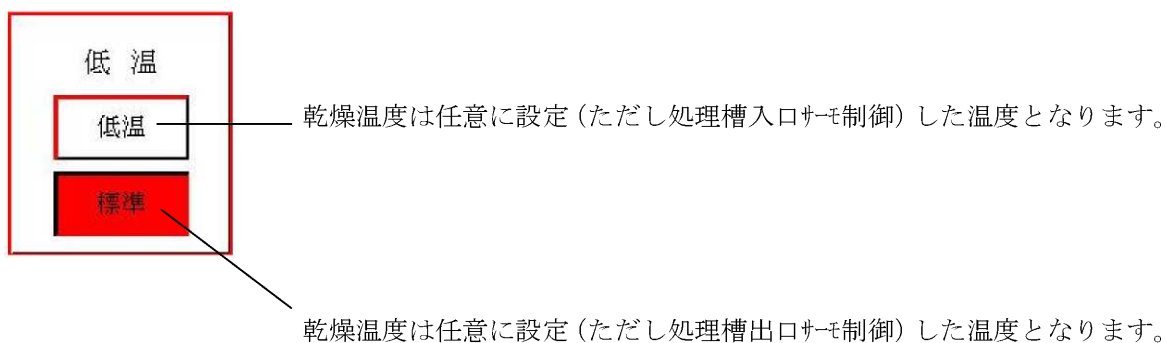 低 温
低温
乾燥温度は任意に設定(ただし処理槽入口ｻｰﾓ制御)した温度となります。
標準
乾燥温度は任意に設定(ただし処理槽出口ｻｰﾓ制御)した温度となります。